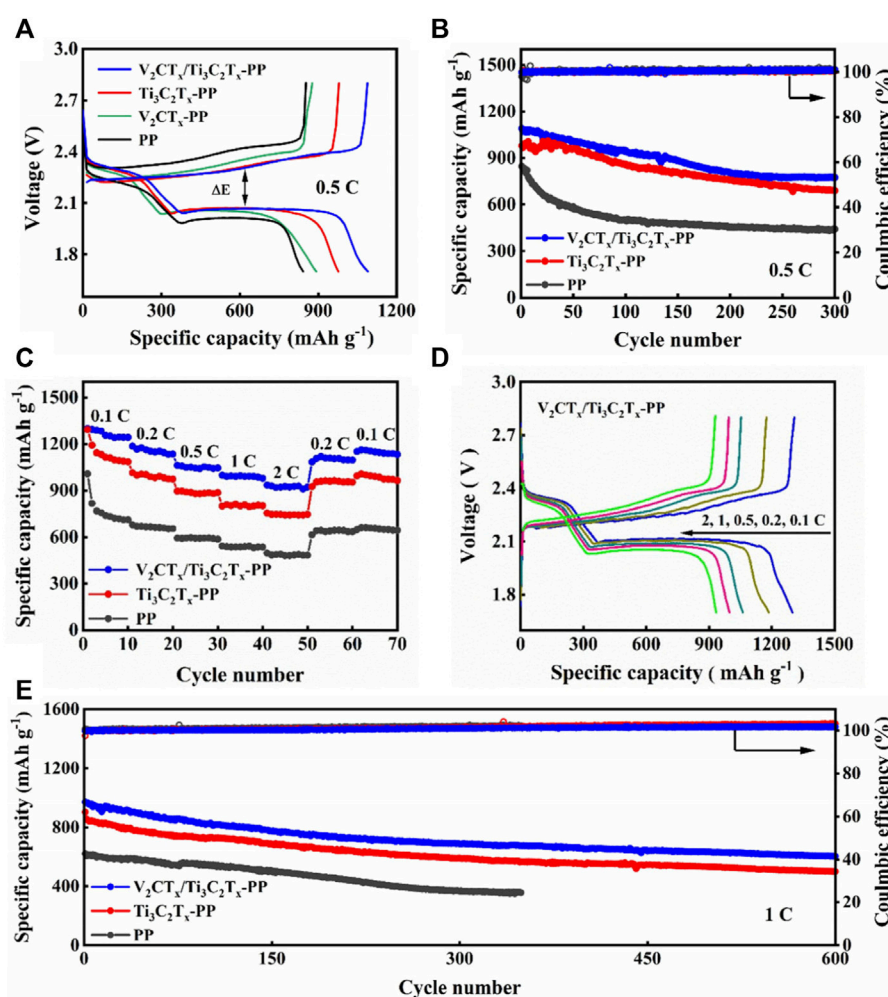 A
3.0
2.7
2.4
2.1
1.8
Voltage (V)
V₂CTₓ/Ti₃C₂Tₓ-PP
Ti₃C₂Tₓ-PP
V₂CTₓ-PP
PP
ΔE
0.5 C
0 300 600 900 1200
Specific capacity (mAh g⁻¹)
B
1500
1200
900
600
300
0
Specific capacity (mAh g⁻¹)
100
80
60
40
20
0
Coulmbic efficiency (%)
V₂CTₓ/Ti₃C₂Tₓ-PP
Ti₃C₂Tₓ-PP
PP
0.5 C
0 50 100 150 200 250 300
Cycle number
C
1500
1200
900
600
300
0
Specific capacity (mAh g⁻¹)
0.1 C
0.2 C
0.5 C
1 C
2 C
0.2 C
0.1 C
V₂CTₓ/Ti₃C₂Tₓ-PP
Ti₃C₂Tₓ-PP
PP
0 10 20 30 40 50 60 70
Cycle number
D
3.0
2.7
2.4
2.1
1.8
Voltage ( V )
V₂CTₓ/Ti₃C₂Tₓ-PP
2, 1, 0.5, 0.2, 0.1 C
0 300 600 900 1200 1500
Specific capacity ( mAh g⁻¹)
E
1600
1200
800
400
0
Specific capacity (mAh g⁻¹)
100
80
60
40
20
0
Coulmbic efficiency (%)
V₂CTₓ/Ti₃C₂Tₓ-PP
Ti₃C₂Tₓ-PP
PP
1 C
0 150 300 450 600
Cycle number